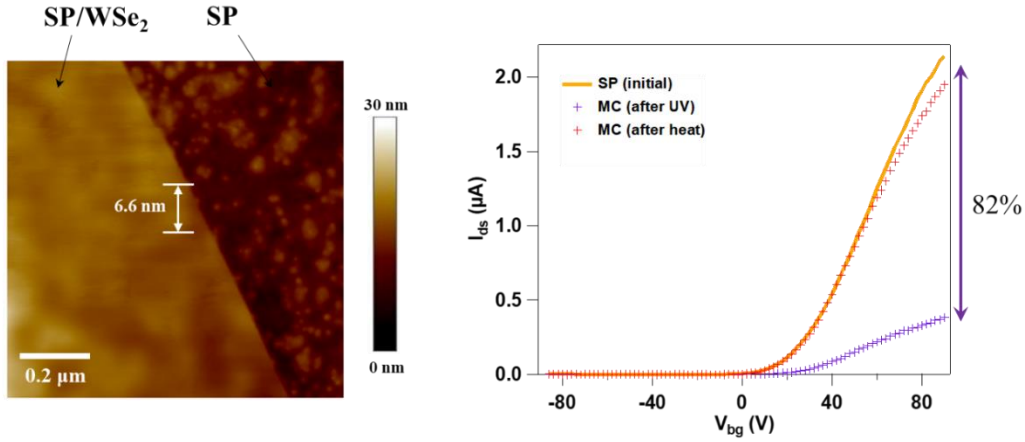 SP/WSe₂
SP
30 nm
6.6 nm
0.2 µm
0 nm
SP (initial)
MC (after UV)
MC (after heat)
2.0
1.5
1.0
0.5
0.0
I_ds (µA)
-80
-40
0
40
80
V_bg (V)
82%